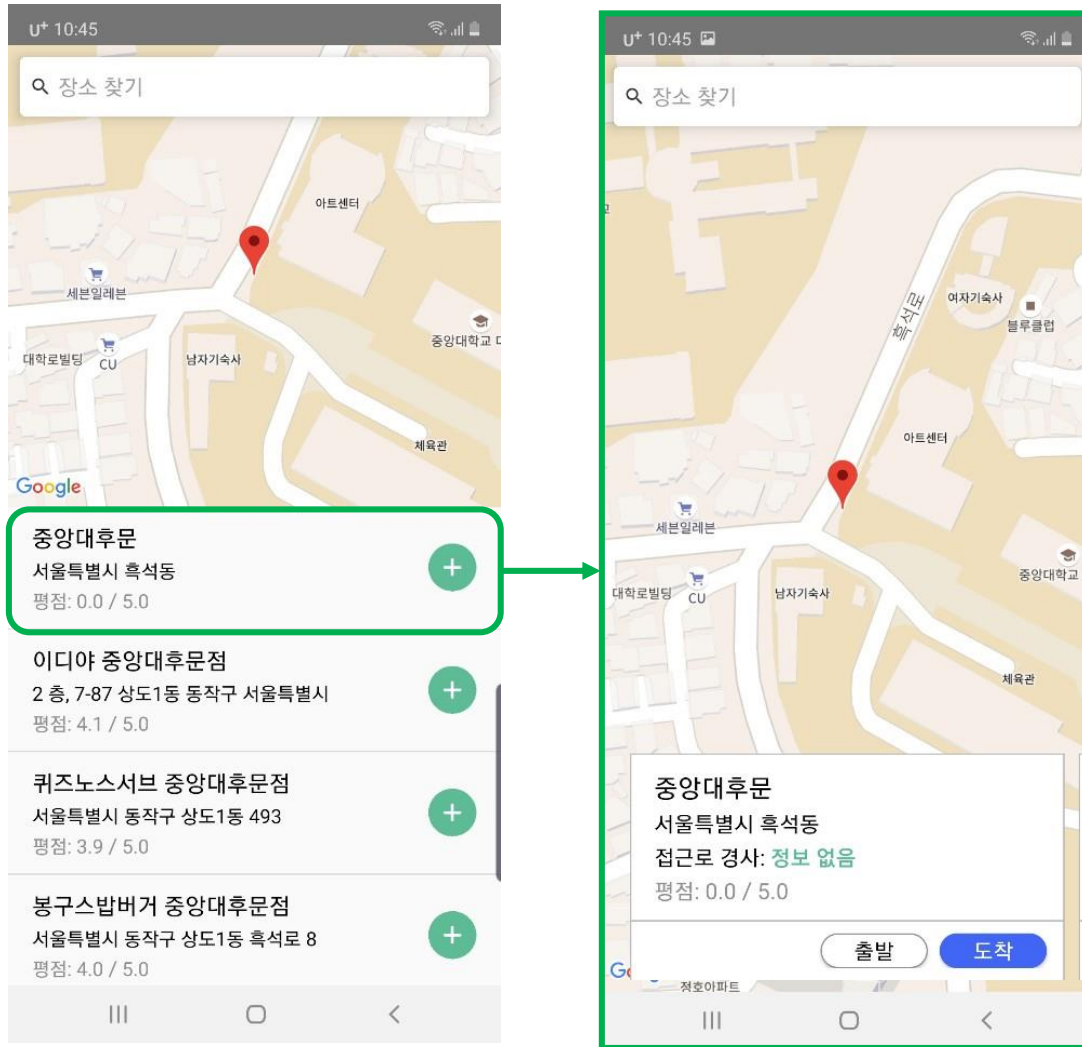 U⁺ 10:45
장소 찾기
아트센터
세븐일레븐
중앙대학교 
대학로빌딩
CU
남자기숙사
체육관
Google
중앙대후문
서울특별시 흑석동
평점: 0.0 / 5.0
이디야 중앙대후문점
2 층, 7-87 상도1동 동작구 서울특별시
평점: 4.1 / 5.0
퀴즈노스서브 중앙대후문점
서울특별시 동작구 상도1동 493
평점: 3.9 / 5.0
봉구스밥버거 중앙대후문점
서울특별시 동작구 상도1동 흑석로 8
평점: 4.0 / 5.0
U⁺ 10:45
장소 찾기
여자기숙사
흑석로
블루클럽
아트센터
세븐일레븐
중앙대학교
대학로빌딩
CU
남자기숙사
체육관
중앙대후문
서울특별시 흑석동
접근로 경사: 정보 없음
평점: 0.0 / 5.0
출발
도착
정호아파트